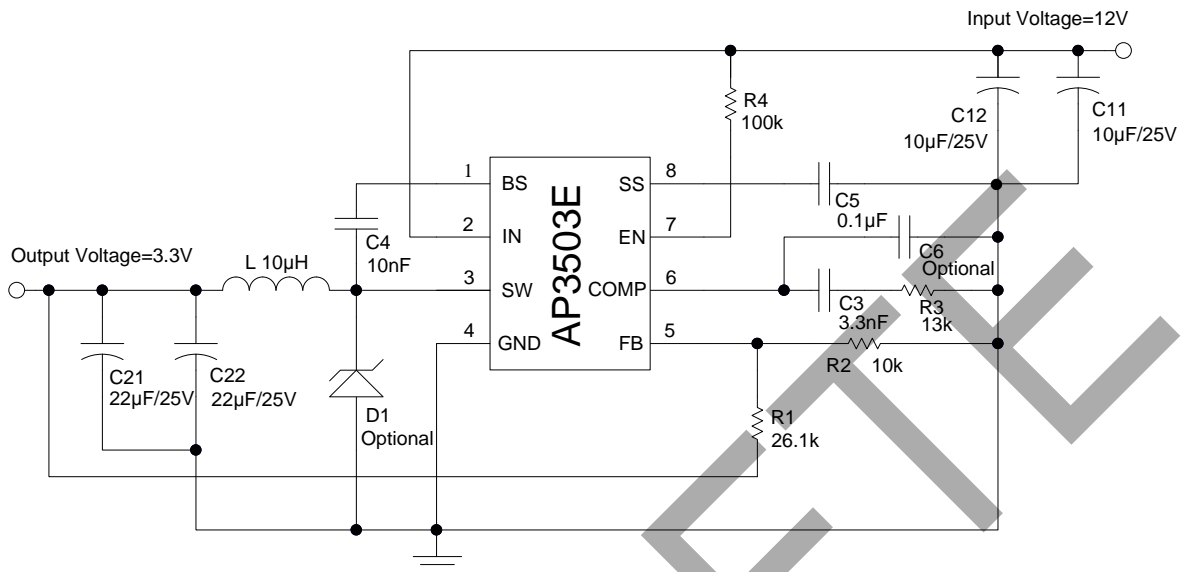 Input Voltage=12V
R4
100k
C12
10µF/25V
C11
10µF/25V
1
BS
AP3503E
SS
8
C5
0.1µF
C4
10nF
2
IN
EN
7
C6
Optional
Output Voltage=3.3V
L 10µH
3
SW
COMP
6
C3
3.3nF
R3
13k
4
GND
FB
5
R2
10k
C21
22µF/25V
C22
22µF/25V
D1
Optional
R1
26.1k
ETE